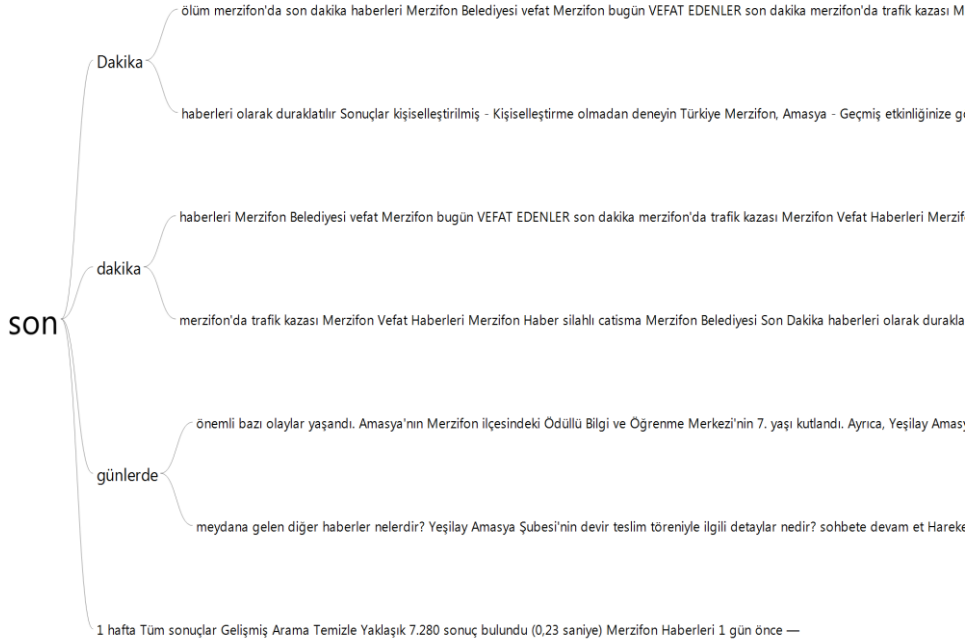 ölüm merzifon'da son dakika haberleri Merzifon Belediyesi vefat Merzifon bugün VEFAT EDENLER son dakika merzifon'da trafik kazası M
Dakika
haberleri olarak duraklatılır Sonuçlar kişiselleştirilmiş - Kişiselleştirme olmadan deneyin Türkiye Merzifon, Amasya - Geçmiş etkinliğinize
haberleri Merzifon Belediyesi vefat Merzifon bugün VEFAT EDENLER son dakika merzifon'da trafik kazası Merzifon Vefat Haberleri
dakika
son
merzifon'da trafik kazası Merzifon Vefat Haberleri Merzifon Haber silahlı catisma Merzifon Belediyesi Son Dakika haberleri olarak
önemli bazı olaylar yaşandı. Amasya'nın Merzifon ilçesindeki Ödüllü Bilgi ve Öğrenme Merkezi'nin 7. yaşı kutlandı. Ayrıca, Yeşilay
günlerde
meydana gelen diğer haberler nelerdir? Yeşilay Amasya Şubesi'nin devir teslim töreniyle ilgili detaylar nedir? sohbete devam et
1 hafta Tüm sonuçlar Gelişmiş Arama Temizle Yaklaşık 7.280 sonuç bulundu (0,23 saniye) Merzifon Haberleri 1 gün önce —